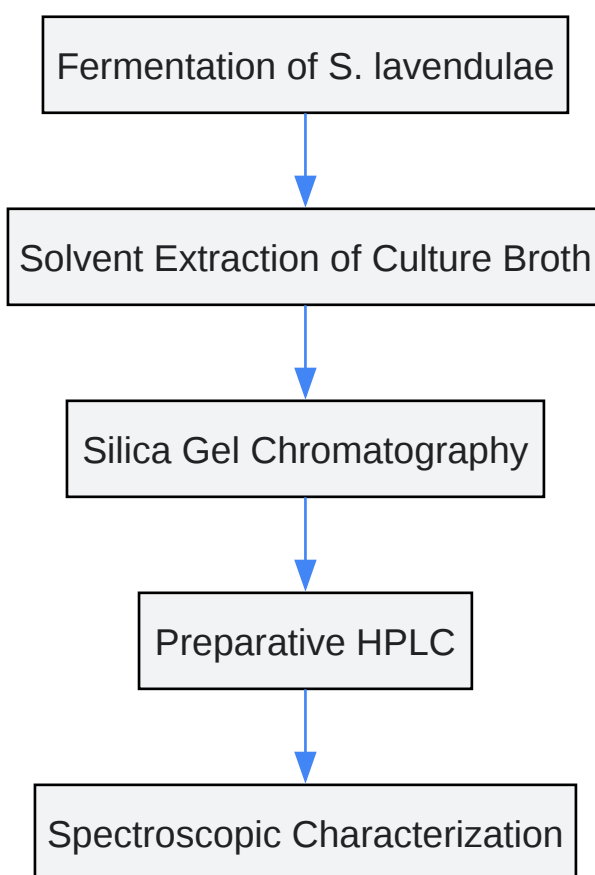 Fermentation of S. lavendulae
Solvent Extraction of Culture Broth
Silica Gel Chromatography
Preparative HPLC
Spectroscopic Characterization